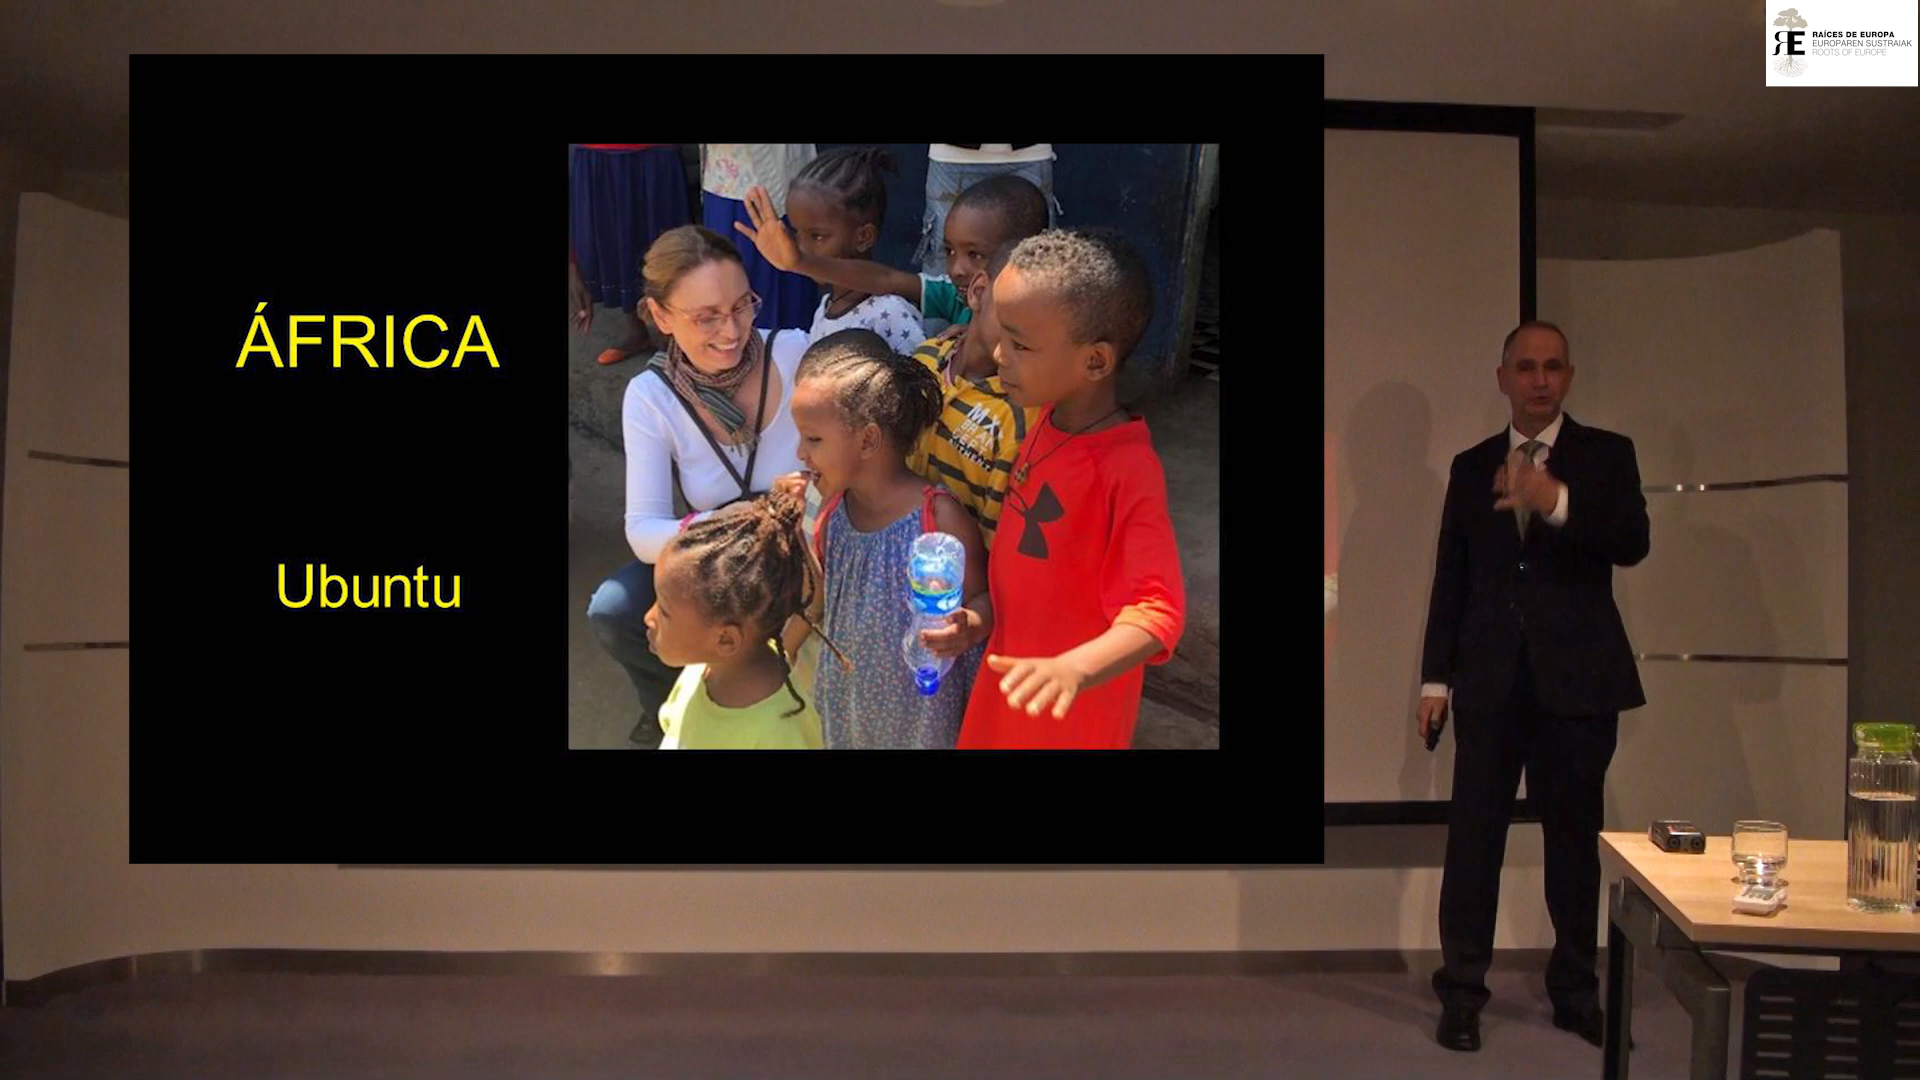 ÁFRICA
Ubuntu
RAÍCES DE EUROPA
EUROPAREN SUSTRAIAK
ROOTS OF EUROPE